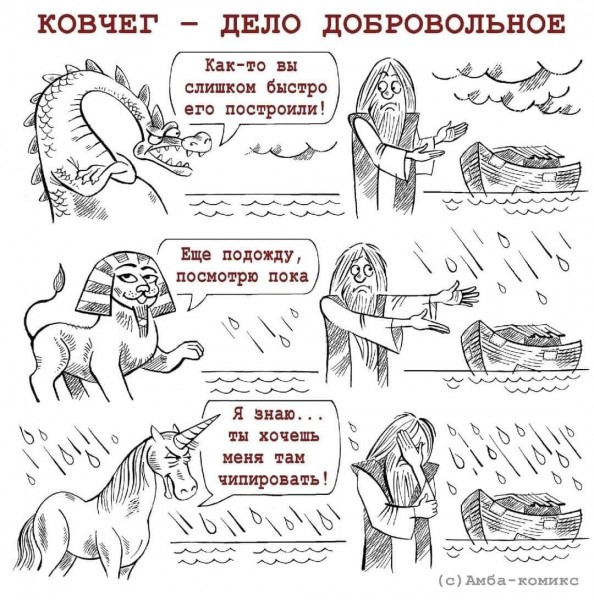 КОВЧЕГ – ДЕЛО ДОБРОВОЛЬНОЕ
Как-то вы
слишком быстро
его построили!
Еще подожду,
посмотрю пока
Я знаю...
ты хочешь
меня там
чипировать!
(с)Амба-комикс